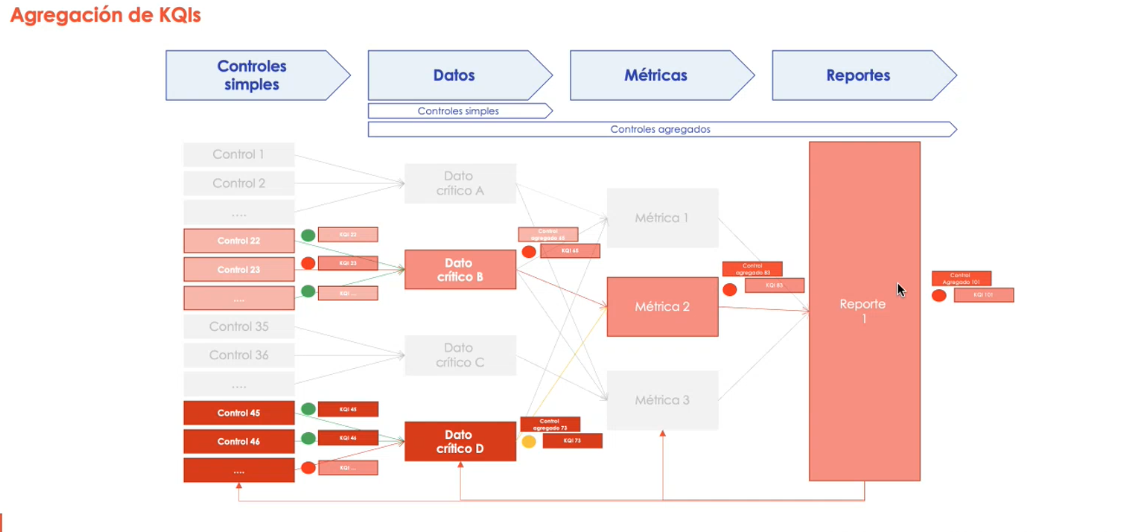 Agregación de KQIs
Controles
simples
Datos
Métricas
Reportes
Controles simples
Controles agregados
Control 1
Control 2
....
Control 22
Control 23
....
Control 35
Control 36
....
Control 45
Control 46
....
KQI 22
KQI 23
KQI ...
KQI 45
KQI 46
KQI ...
Dato
crítico A
Dato
crítico B
Dato
crítico C
Dato
crítico D
Control
agregado 65
KQI 65
Control
agregado 73
KQI 73
Métrica 1
Métrica 2
Métrica 3
Control
agregado 85
KQI 85
Reporte
1
Control
Agregado 101
KQI 101